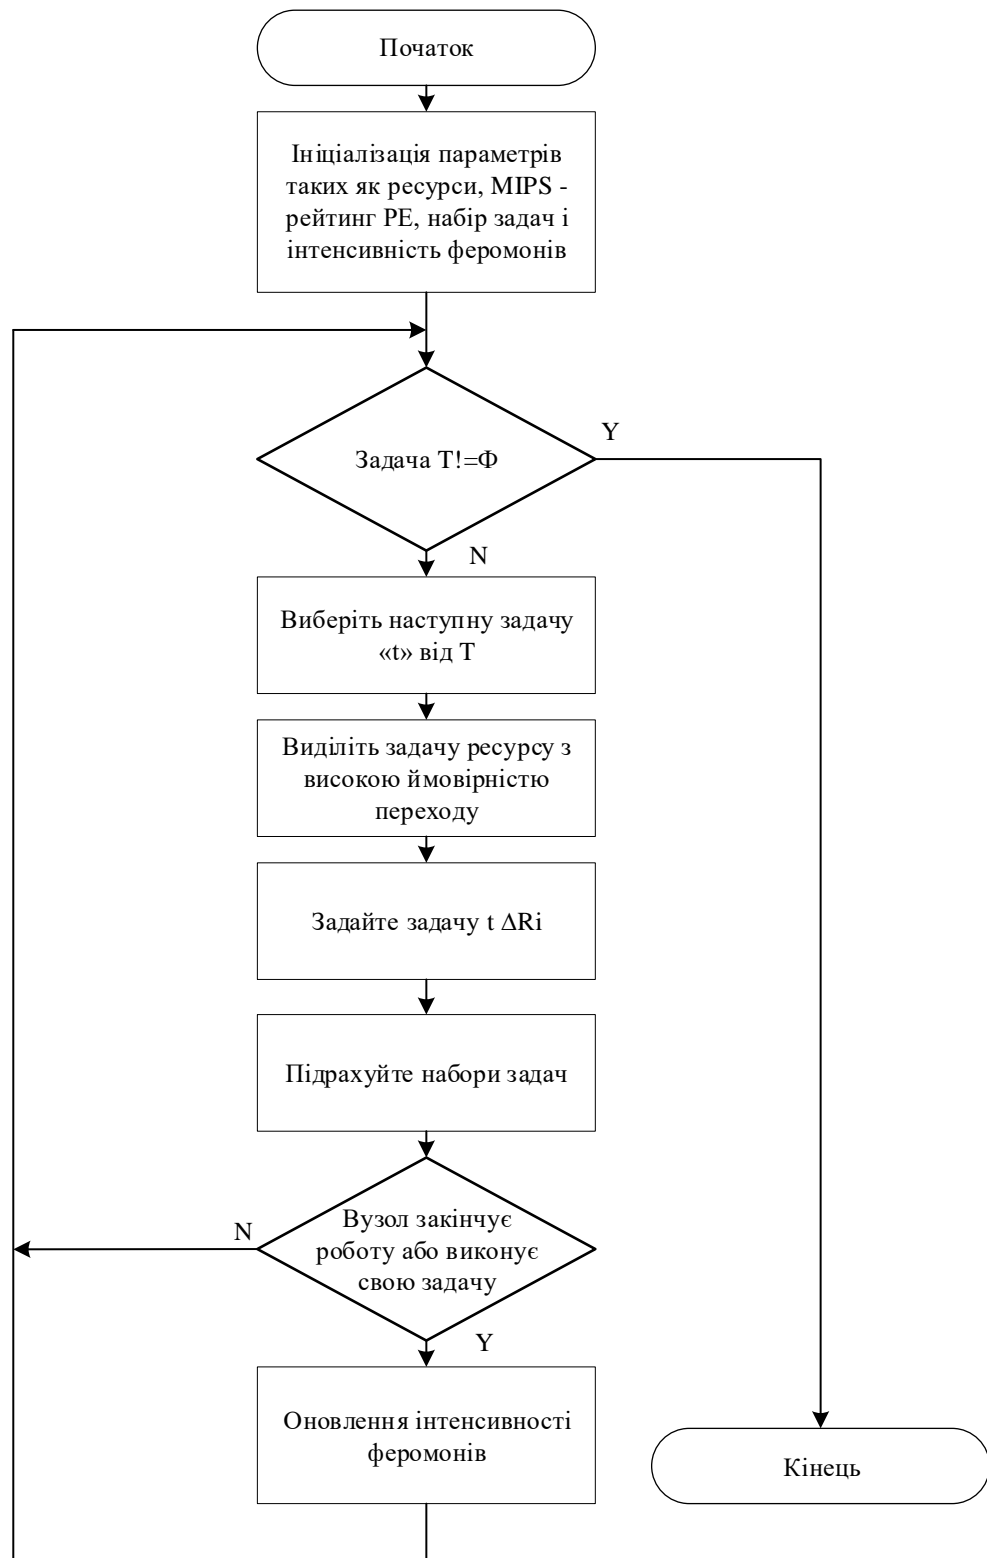 Початок
Ініціалізація параметрів
таких як ресурси, MIPS -
рейтинг PE, набір задач і
інтенсивність феромонів
Задача T!=Ф
Y
N
Виберіть наступну задачу
«t» від T
Виділіть задачу ресурсу з
високою ймовірністю
переходу
Задайте задачу t ΔRi
Підрахуйте набори задач
N
Вузол закінчує
роботу або виконує
свою задачу
Y
Оновлення інтенсивності
феромонів
Кінець